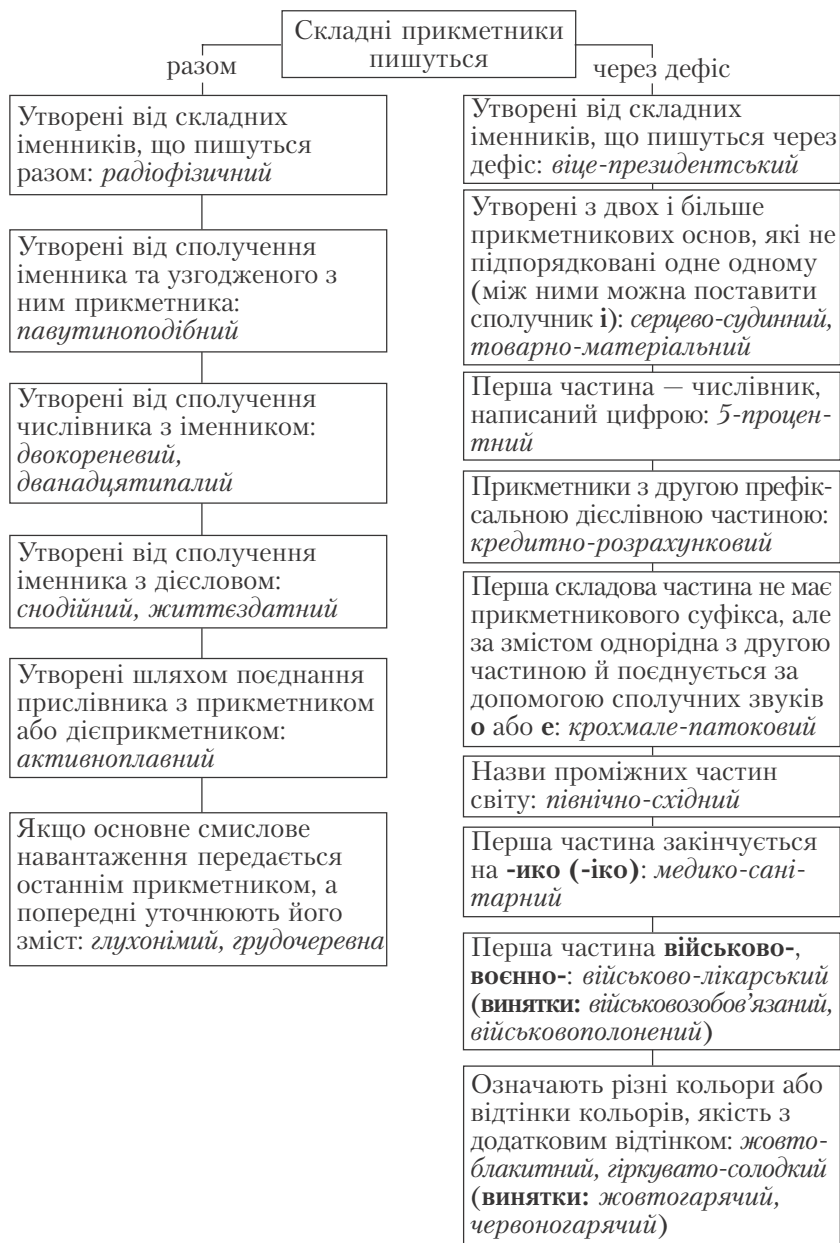 Складні прикметники
пишуться
разом
через дефіс
Утворені від складних
іменників, що пишуться
разом: радіофізичний
Утворені від сполучення
іменника та узгодженого з
ним прикметника:
павутиноподібний
Утворені від сполучення
числівника з іменником:
двокореневий,
дванадцятипалий
Утворені від сполучення
іменника з дієсловом:
снодійний, життєздатний
Утворені шляхом поєднання
прислівника з прикметником
або дієприкметником:
активноплавний
Якщо основне смислове
навантаження передається
останнім прикметником, а
попередні уточнюють його
зміст: глухонімий, грудочеревна
Утворені від складних
іменників, що пишуться через
дефіс: віце-президентський
Утворені з двох і більше
прикметникових основ, які не
підпорядковані одне одному
(між ними можна поставити
сполучник і): серцево-судинний,
товарно-матеріальний
Перша частина — числівник,
написаний цифрою: 5-процен-
тний
Прикметники з другою префік-
сальною дієслівною частиною:
кредитно-розрахунковий
Перша складова частина не має
прикметникового суфікса, але
за змістом однорідна з другою
частиною й поєднується за
допомогою сполучних звуків
о або е: крохмале-патоковий
Назви проміжних частин
світу: північно-східний
Перша частина закінчується
на -ико (-іко): медико-сані-
тарний
Перша частина військово-,
воєнно-: військово-лікарський
(винятки: військовозобов’язаний,
військовополонений)
Означають різні кольори або
відтінки кольорів, якість з
додатковим відтінком: жовто-
блакитний, гіркувато-солодкий
(винятки: жовтогарячий,
червоногарячий)